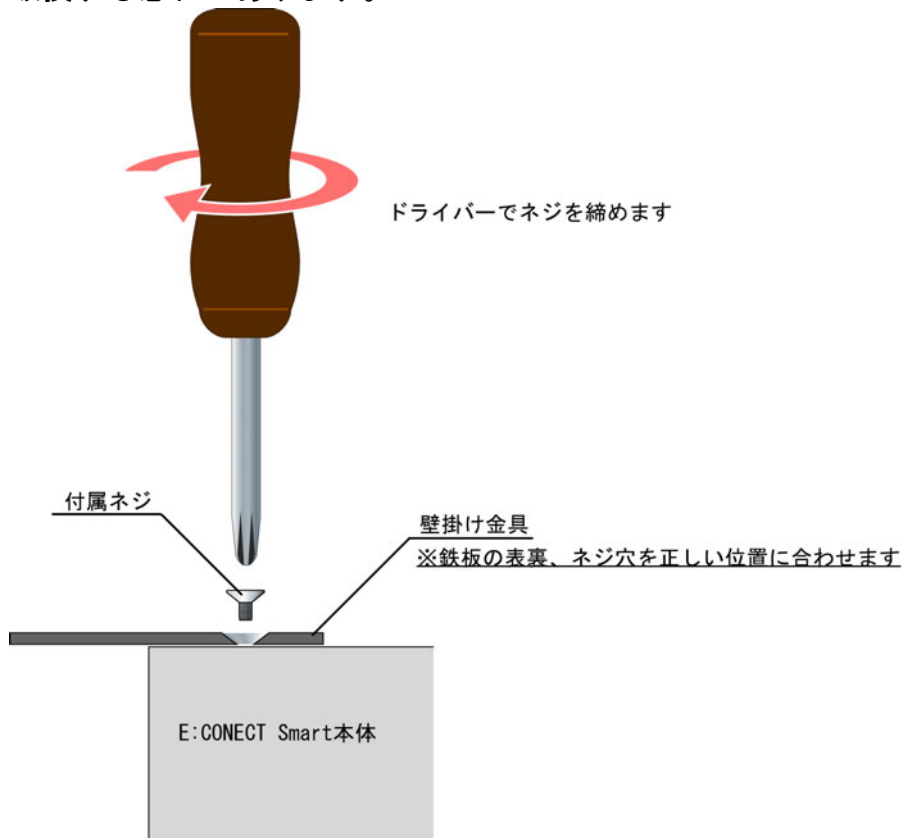 ドライバーでネジを締めます
付属ネジ
壁掛け金具
※鉄板の表裏、ネジ穴を正しい位置に合わせます
E:CONECT Smart本体